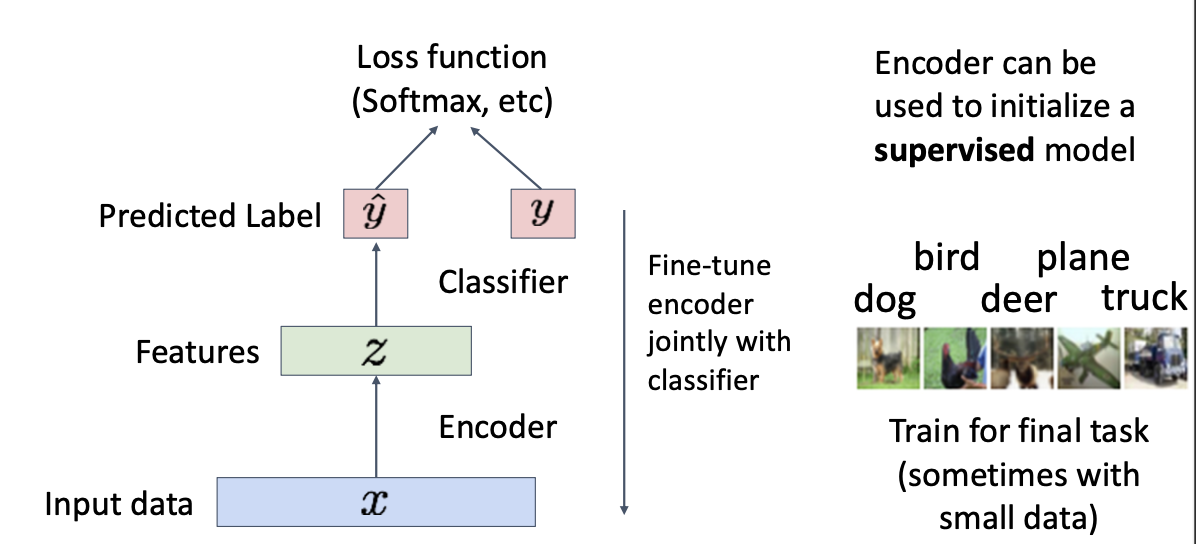 Loss function
(Softmax, etc)
Predicted Label
ŷ
y
Classifier
Features
z
Encoder
Input data
x
Fine-tune
encoder
jointly with
classifier
Encoder can be
used to initialize a
supervised model
bird plane
dog deer truck
Train for final task
(sometimes with
small data)